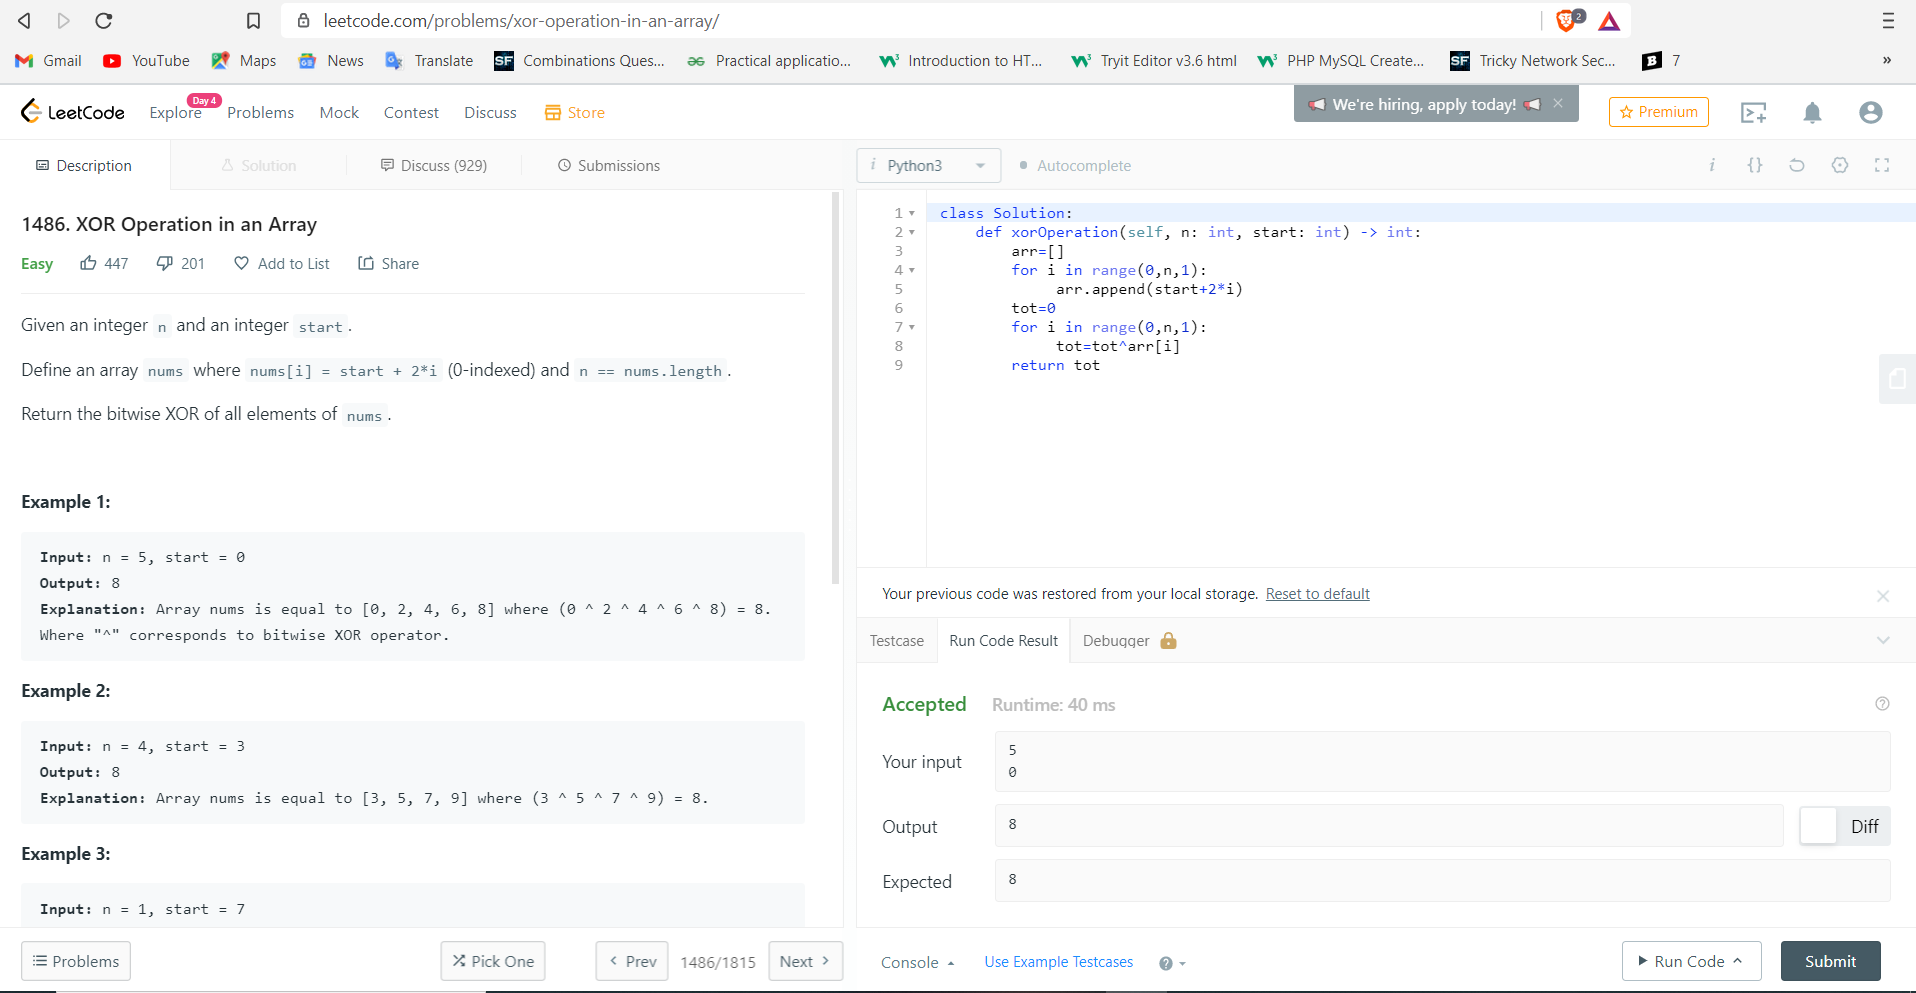 leetcode.com/problems/xor-operation-in-an-array/
2
Gmail YouTube Maps News Translate SF Combinations Ques... Practical applicatio... Introduction to HT... Tryit Editor v3.6 html PHP MySQL Create... SF Tricky Network Sec... B 7 »
LeetCode Explore Day 4 Problems Mock Contest Discuss Store We're hiring, apply today! × Premium
Description Solution Discuss (929) Submissions
1486. XOR Operation in an Array
Easy 447 201 Add to List Share
Given an integer n and an integer start.
Define an array nums where nums[i] = start + 2*i (0-indexed) and n == nums.length.
Return the bitwise XOR of all elements of nums.
Example 1:
Input: n = 5, start = 0
Output: 8
Explanation: Array nums is equal to [0, 2, 4, 6, 8] where (0 ^ 2 ^ 4 ^ 6 ^ 8) = 8.
Where "^" corresponds to bitwise XOR operator.
Example 2:
Input: n = 4, start = 3
Output: 8
Explanation: Array nums is equal to [3, 5, 7, 9] where (3 ^ 5 ^ 7 ^ 9) = 8.
Example 3:
Input: n = 1, start = 7
Problems Pick One < Prev 1486/1815 Next >
i Python3 Autocomplete i {}
1 class Solution:
2 def xorOperation(self, n: int, start: int) -> int:
3 arr=[]
4 for i in range(0,n,1):
5 arr.append(start+2*i)
6 tot=0
7 for i in range(0,n,1):
8 tot=tot^arr[i]
9 return tot
Your previous code was restored from your local storage. Reset to default
Testcase Run Code Result Debugger
Accepted Runtime: 40 ms
Your input
5
0
Output 8 Diff
Expected 8
Console Use Example Testcases Run Code Submit